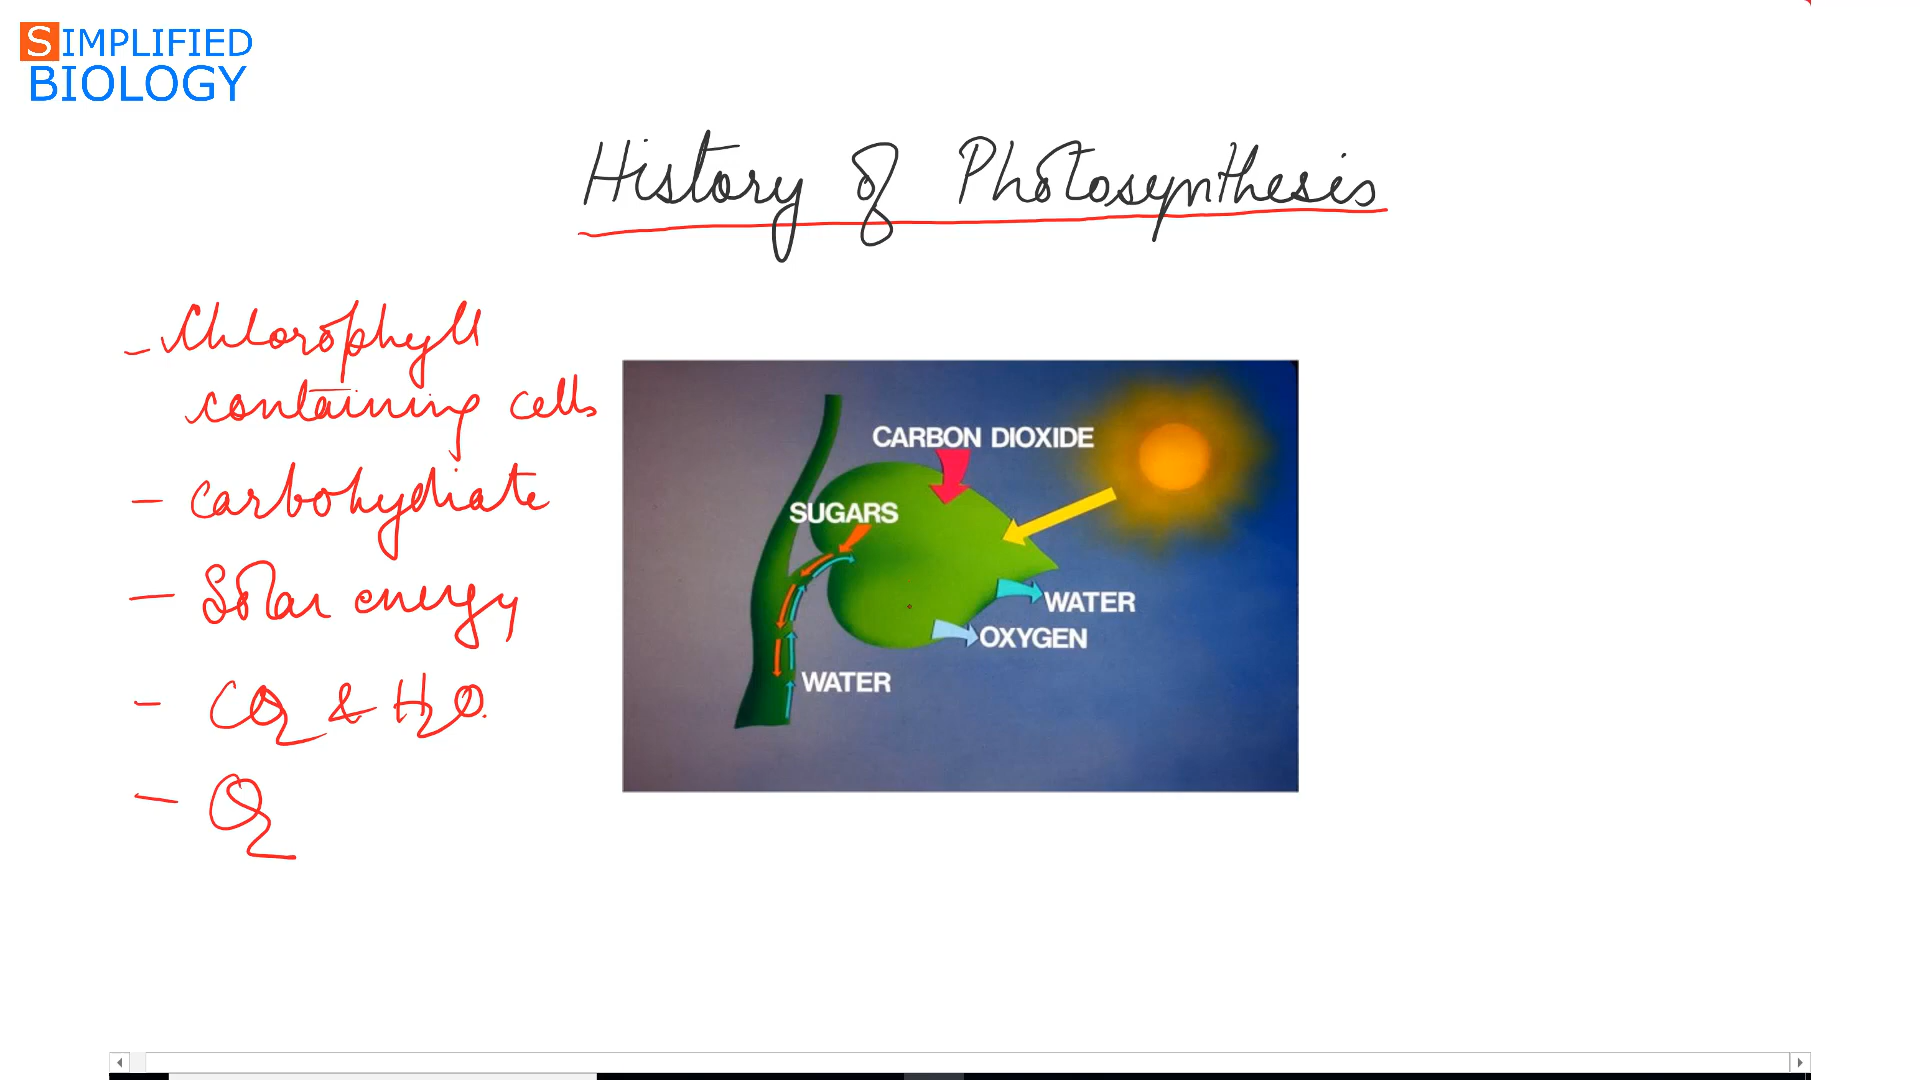 SIMPLIFIED
BIOLOGY
History of Photosynthesis
- Chlorophyll
containing cells
- carbohydrate
- Solar energy
- CO2 & H2O.
- O2
CARBON DIOXIDE
SUGARS
WATER
OXYGEN
WATER